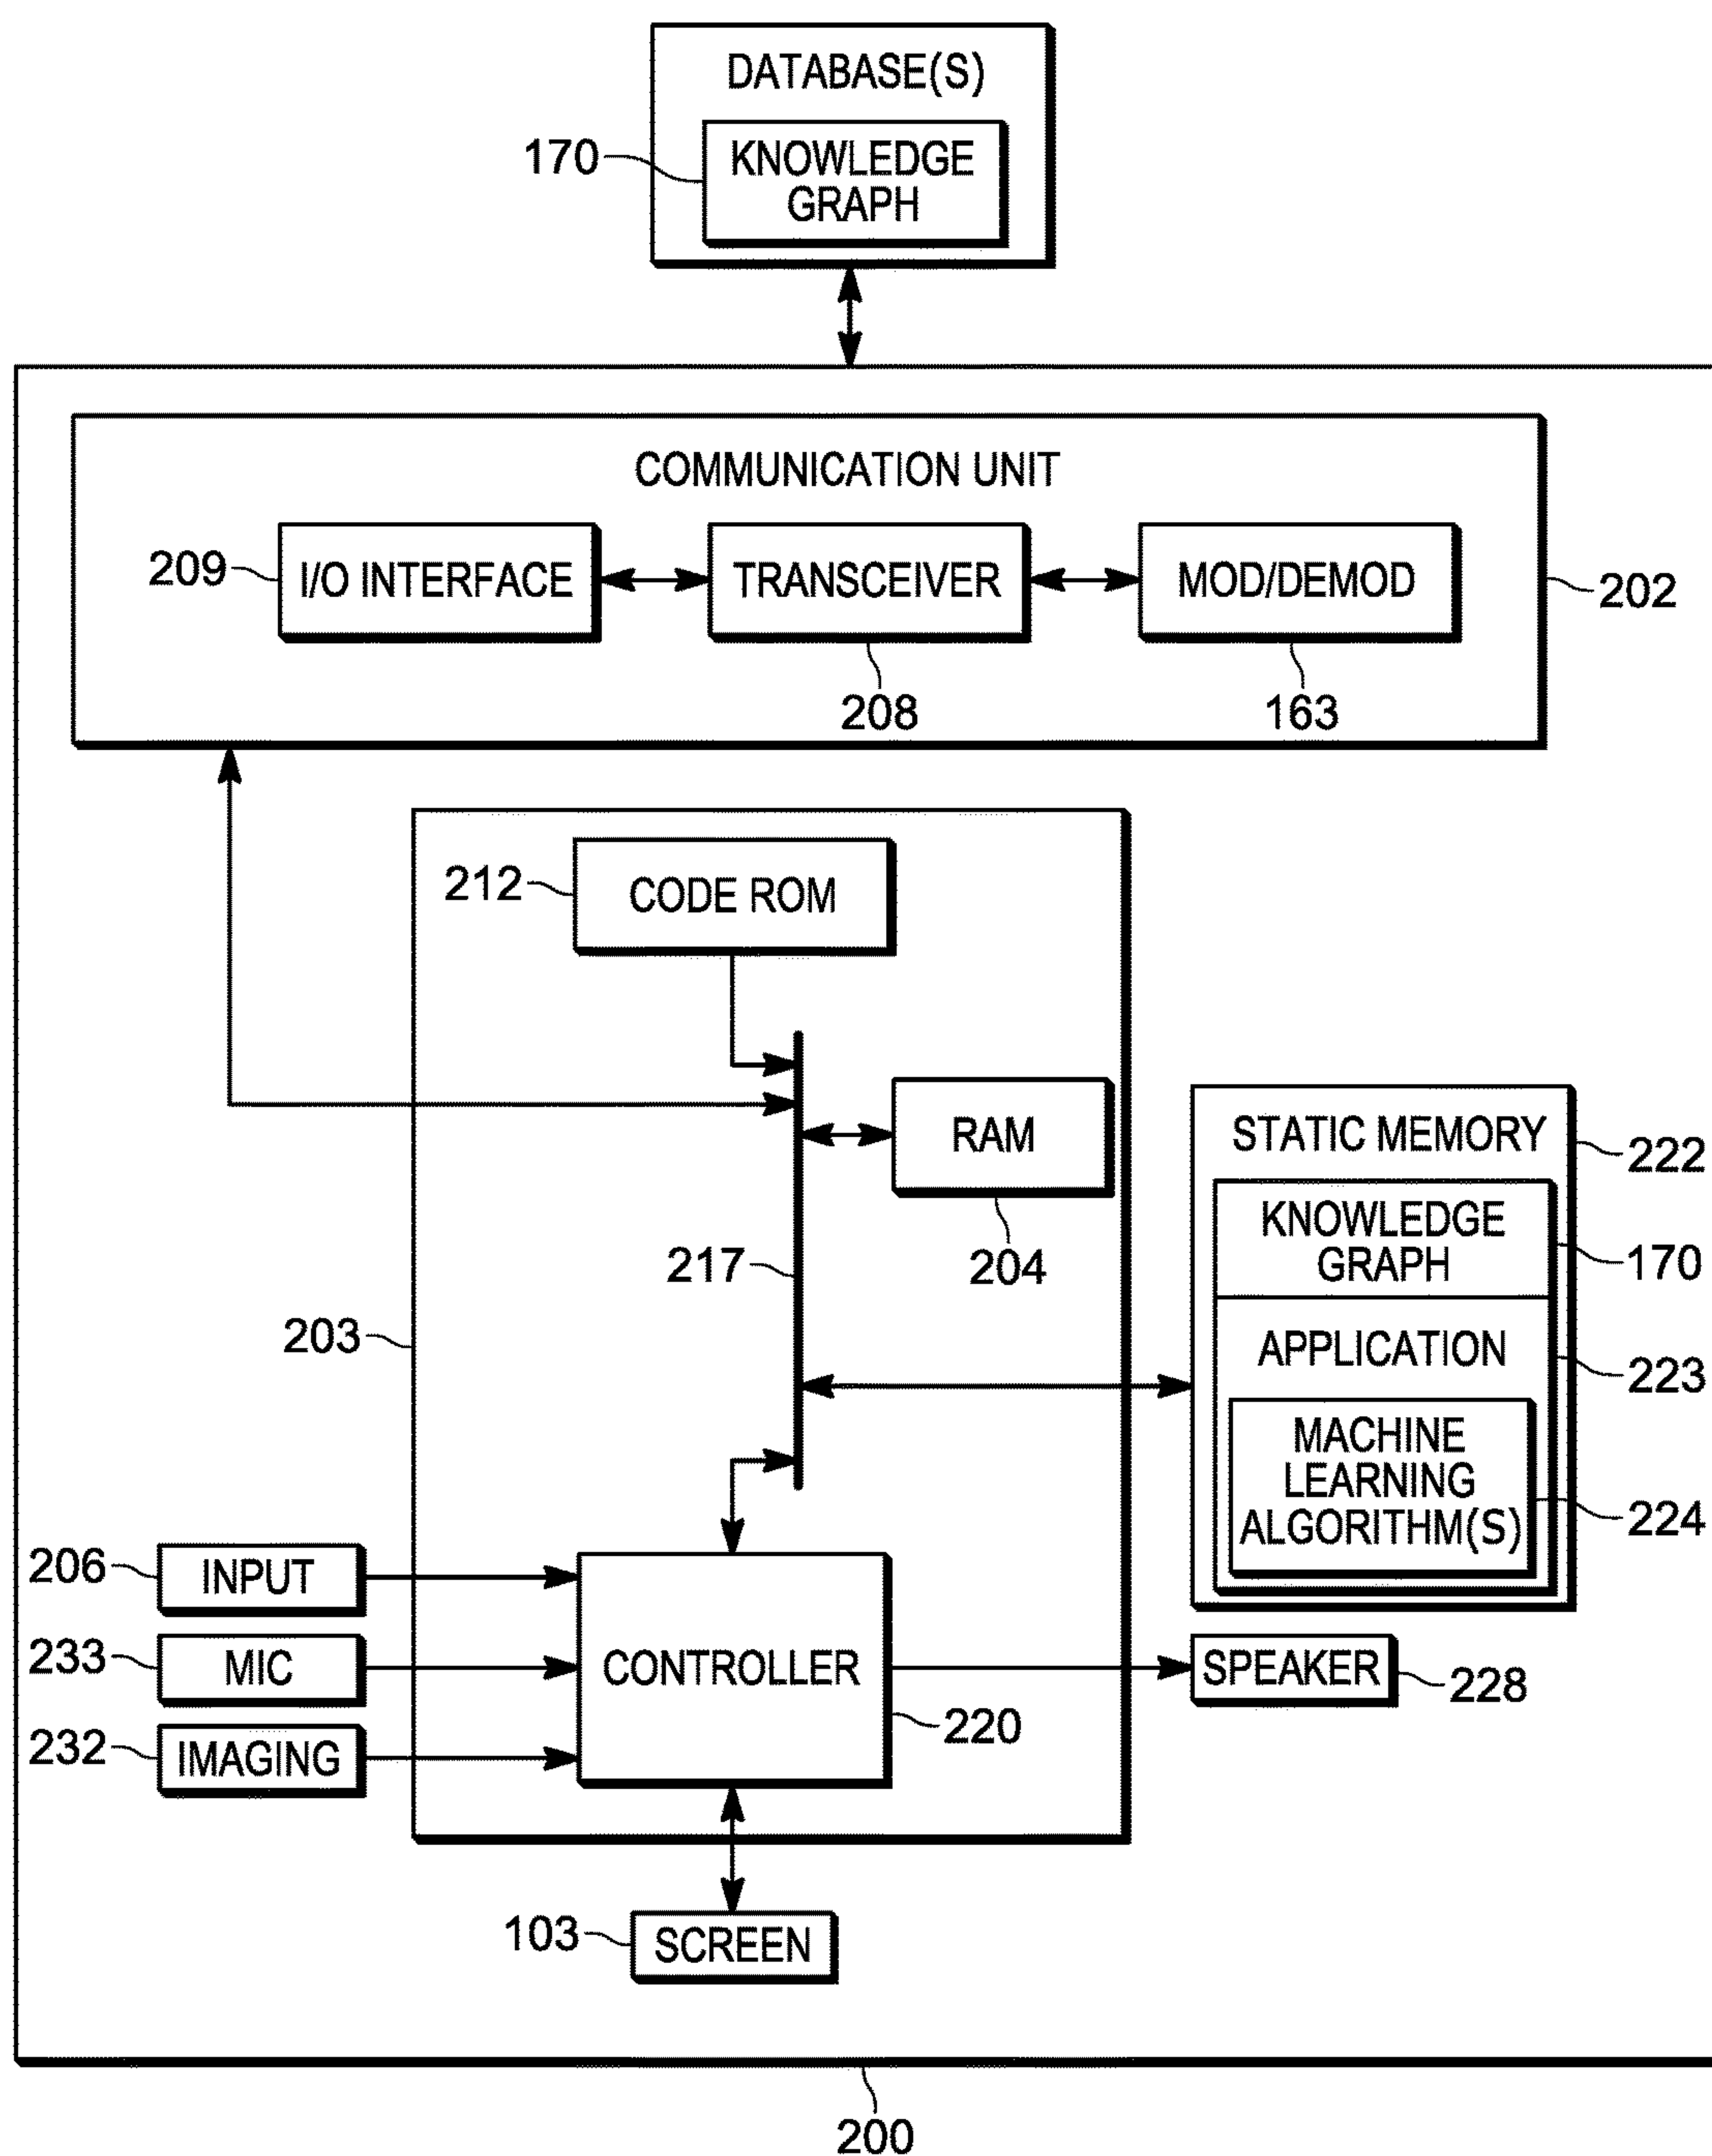 DATABASE(S)
170
KNOWLEDGE
GRAPH
COMMUNICATION UNIT
209
I/O INTERFACE
TRANSCEIVER
MOD/DEMOD
202
208
163
212
CODE ROM
RAM
204
217
203
STATIC MEMORY
222
KNOWLEDGE
GRAPH
170
APPLICATION
223
MACHINE
LEARNING
ALGORITHM(S)
224
206
INPUT
233
MIC
232
IMAGING
CONTROLLER
220
SPEAKER
228
103
SCREEN
200